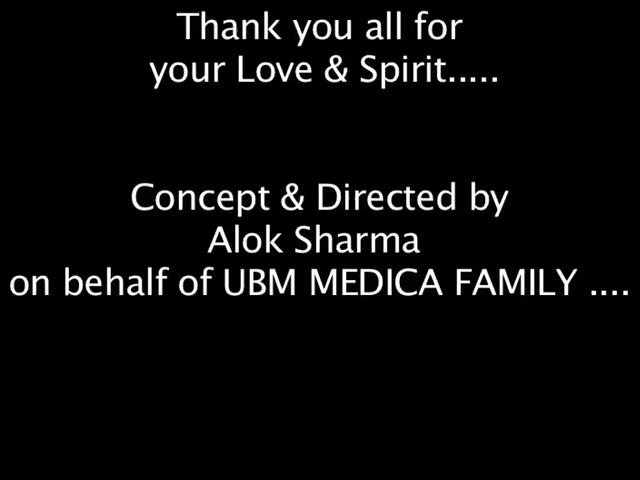 Thank you all for
your Love & Spirit.....
Concept & Directed by
Alok Sharma
on behalf of UBM MEDICA FAMILY ....